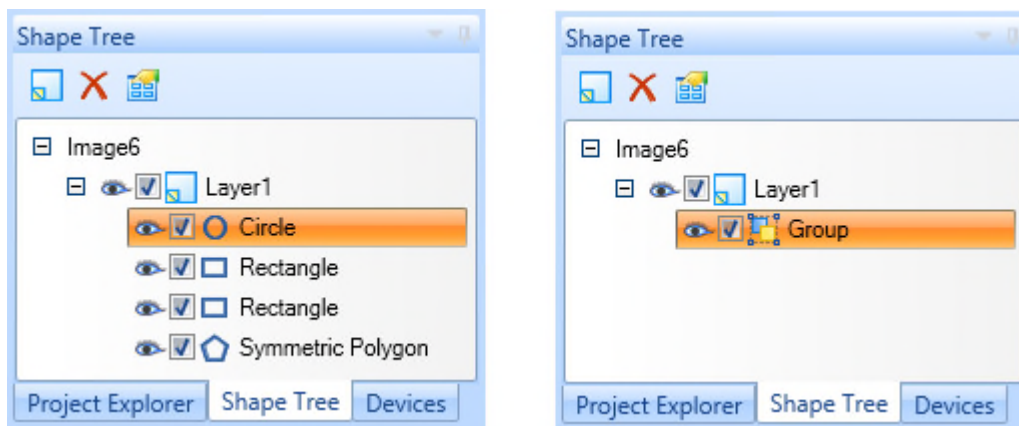 Shape Tree
Image6
Layer1
Circle
Rectangle
Rectangle
Symmetric Polygon
Project Explorer Shape Tree Devices
Shape Tree
Image6
Layer1
Group
Project Explorer Shape Tree Devices